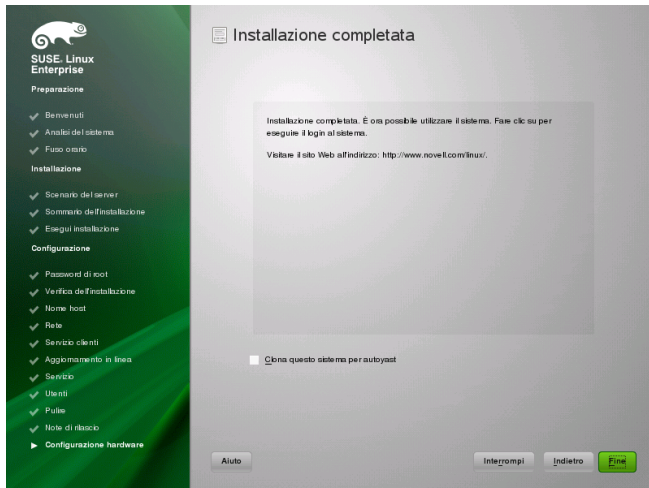 SUSE. Linux
Enterprise
Preparazione
Benvenuti
Analisi del sistema
Fuso orario
Installazione
Scenario del server
Sommario dell'installazione
Esegui installazione
Configurazione
Password di root
Verifica dell'installazione
Nome host
Rete
Servizio clienti
Aggiornamento in linea
Servizio
Utenti
Pulire
Note di rilascio
Configurazione hardware
Installazione completata
Installazione completata. È ora possibile utilizzare il sistema. Fare clic su per
eseguire il login al sistema.
Visitare il sito Web all'indirizzo: http://www.novell.com/linux/.
Clona questo sistema per autoyast
Aiuto
Interrompi
Indietro
Fine